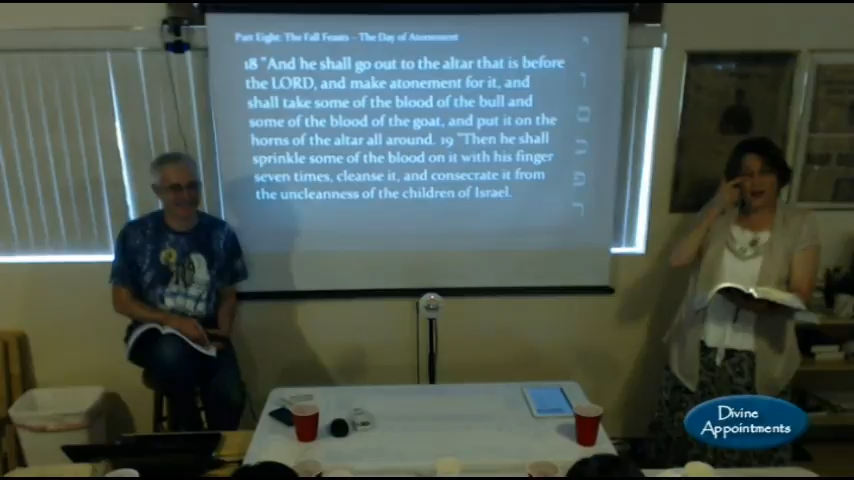 Part Eight: The Fall Feasts – The Day of Atonement
18 "And he shall go out to the altar that is before
the LORD, and make atonement for it, and
shall take some of the blood of the bull and
some of the blood of the goat, and put it on the
horns of the altar all around. 19 "Then he shall
sprinkle some of the blood on it with his finger
seven times, cleanse it, and consecrate it from
the uncleanness of the children of Israel.
Divine
Appointments